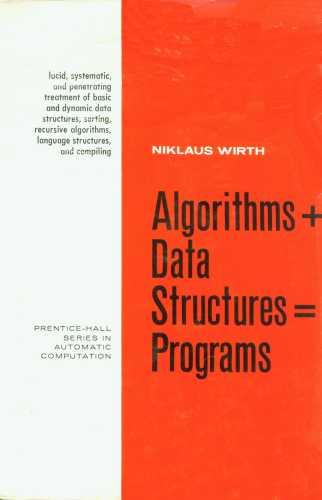 lucid, systematic,
and penetrating
treatment of basic
and dynamic data
structures, sorting,
recursive algorithms,
language structures,
and compiling
NIKLAUS WIRTH
Algorithms +
Data
Structures =
Programs
PRENTICE-HALL
SERIES IN
AUTOMATIC
COMPUTATION